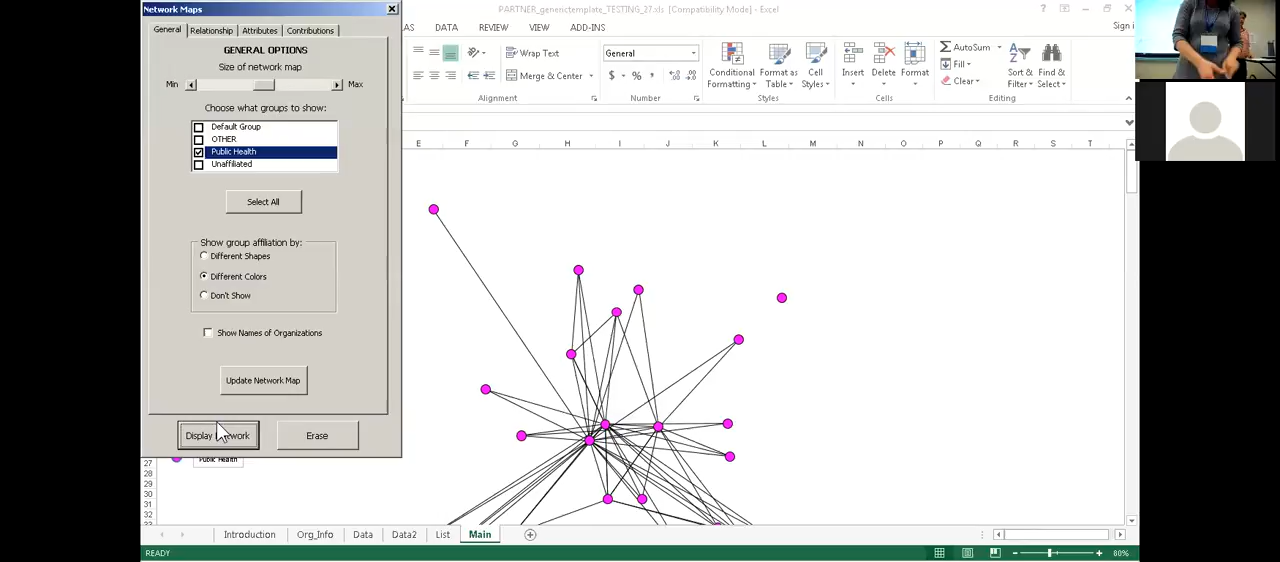 Network Maps
PARTNER_generictemplate_TESTING_27.xls [Compatibility Mode] - Excel
General
Relationship
Attributes
Contributions
Sign i
AS
DATA
REVIEW
VIEW
ADD-INS
GENERAL OPTIONS
Size of network map
Min
Max
Choose what groups to show:
Default Group
OTHER
Public Health
Unaffiliated
Select All
Show group affiliation by:
Different Shapes
Different Colors
Don't Show
Show Names of Organizations
Update Network Map
Display Network
Erase
Wrap Text
Merge & Center
Alignment
General
$
%
,
Number
Conditional Formatting
Format as Table
Cell Styles
Styles
Insert
Delete
Format
Cells
AutoSum
Fill
Clear
Sort & Filter
Find & Select
Editing
E F G H I J K L M N O P Q R S T
27
28
29
30
31
32
Public Health
Introduction
Org_Info
Data
Data2
List
Main
READY
80%